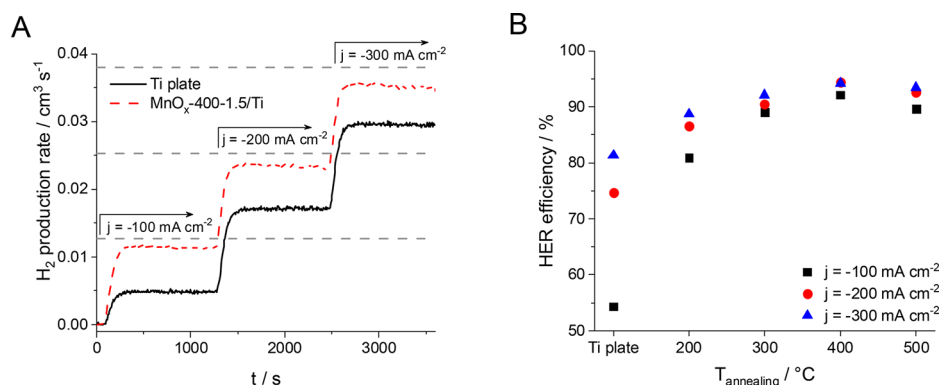 A
H₂ production rate / cm³ s⁻¹
0.04
0.03
0.02
0.01
0.00
0
1000
2000
3000
t / s
Ti plate
MnOₓ-400-1.5/Ti
j = -300 mA cm⁻²
j = -200 mA cm⁻²
j = -100 mA cm⁻²
B
HER efficiency / %
100
90
80
70
60
50
Ti plate 200 300 400 500
T annealing / °C
j = -100 mA cm⁻²
j = -200 mA cm⁻²
j = -300 mA cm⁻²